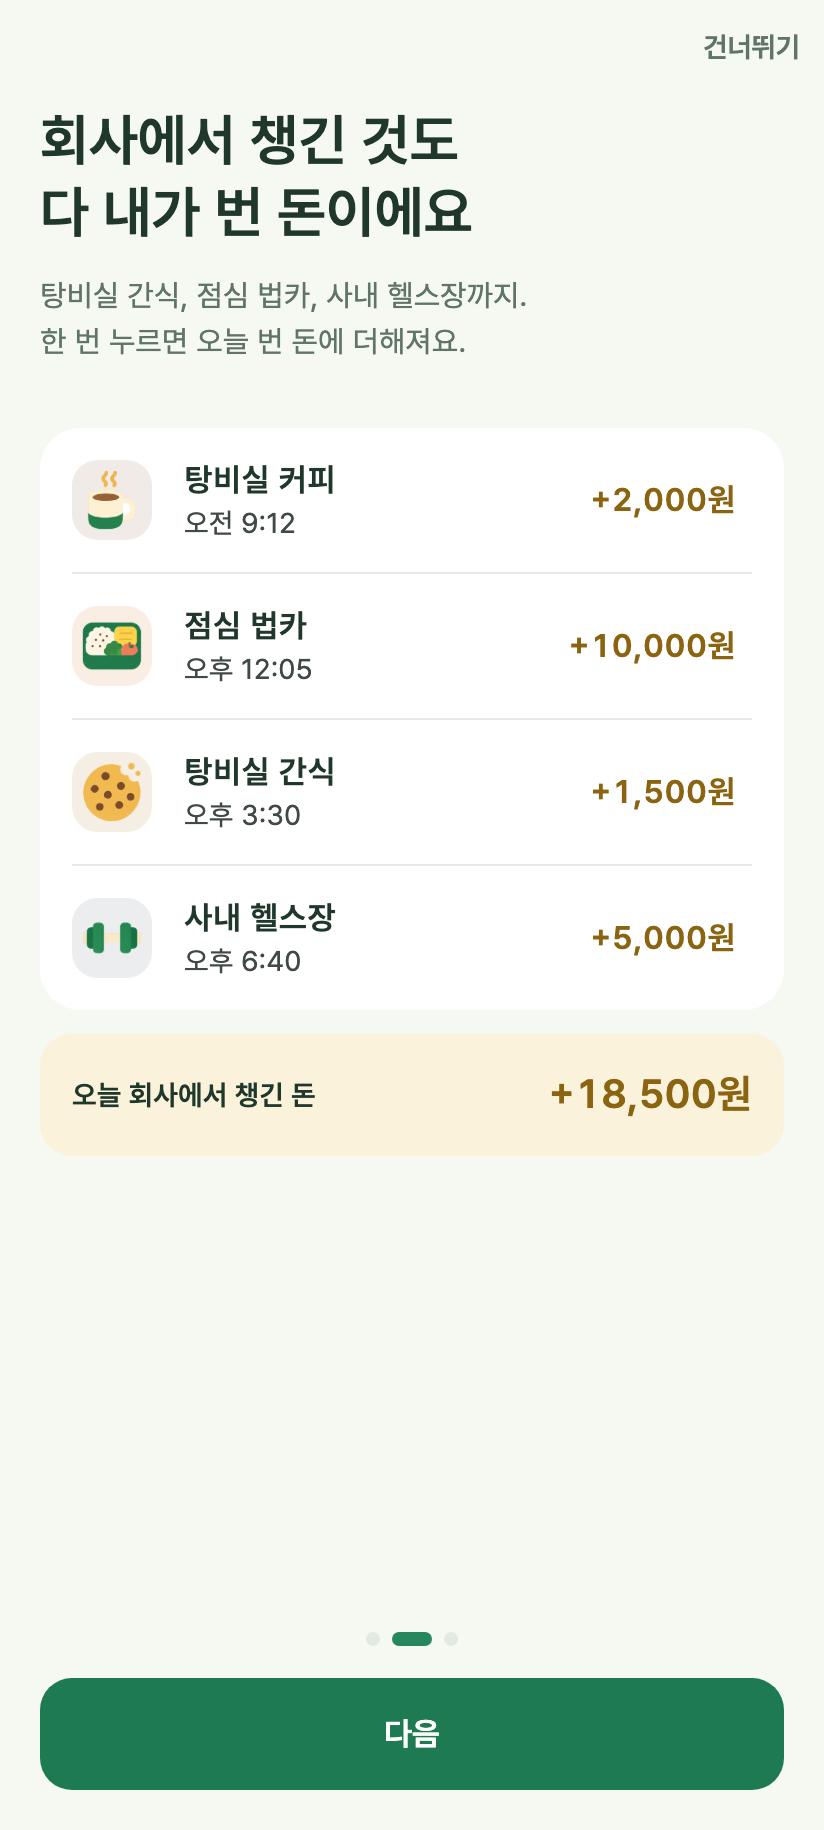 건너뛰기
회사에서 챙긴 것도
다 내가 번 돈이에요
탕비실 간식, 점심 법카, 사내 헬스장까지.
한 번 누르면 오늘 번 돈에 더해져요.
탕비실 커피
+2,000원
오전 9:12
점심 법카
+10,000원
오후 12:05
탕비실 간식
+1,500원
오후 3:30
사내 헬스장
+5,000원
오후 6:40
오늘 회사에서 챙긴 돈
+18,500원
다음